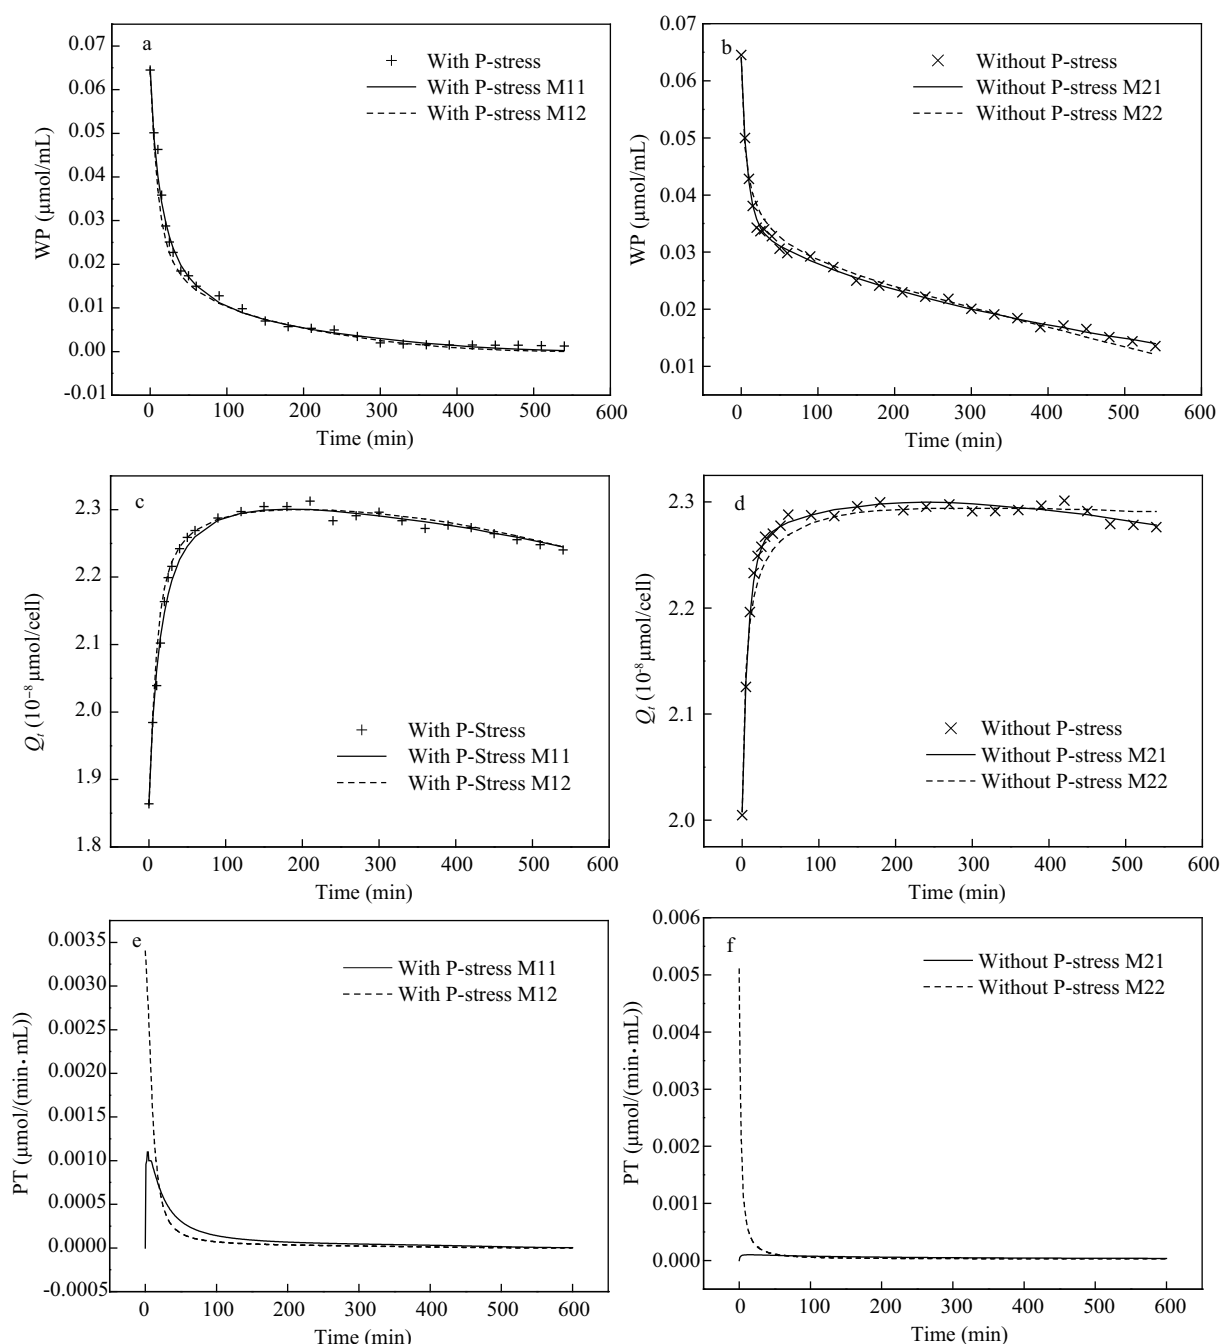 a
With P-stress
With P-stress M11
With P-stress M12
WP (μmol/mL)
0.07
0.06
0.05
0.04
0.03
0.02
0.01
0.00
-0.01
0
100
200
300
400
500
600
Time (min)
b
Without P-stress
Without P-stress M21
Without P-stress M22
WP (μmol/mL)
0.07
0.06
0.05
0.04
0.03
0.02
0.01
0
100
200
300
400
500
600
Time (min)
c
With P-Stress
With P-Stress M11
With P-Stress M12
Qt (10⁻⁸ μmol/cell)
2.3
2.2
2.1
2.0
1.9
1.8
0
100
200
300
400
500
600
Time (min)
d
Without P-stress
Without P-stress M21
Without P-stress M22
Qt (10⁻⁸ μmol/cell)
2.3
2.2
2.1
2.0
0
100
200
300
400
500
600
Time (min)
e
With P-stress M11
With P-stress M12
PT (μmol/(min·mL))
0.0035
0.0030
0.0025
0.0020
0.0015
0.0010
0.0005
0.0000
-0.0005
0
100
200
300
400
500
600
Time (min)
f
Without P-stress M21
Without P-stress M22
PT (μmol/(min·mL))
0.006
0.005
0.004
0.003
0.002
0.001
0.000
0
100
200
300
400
500
600
Time (min)